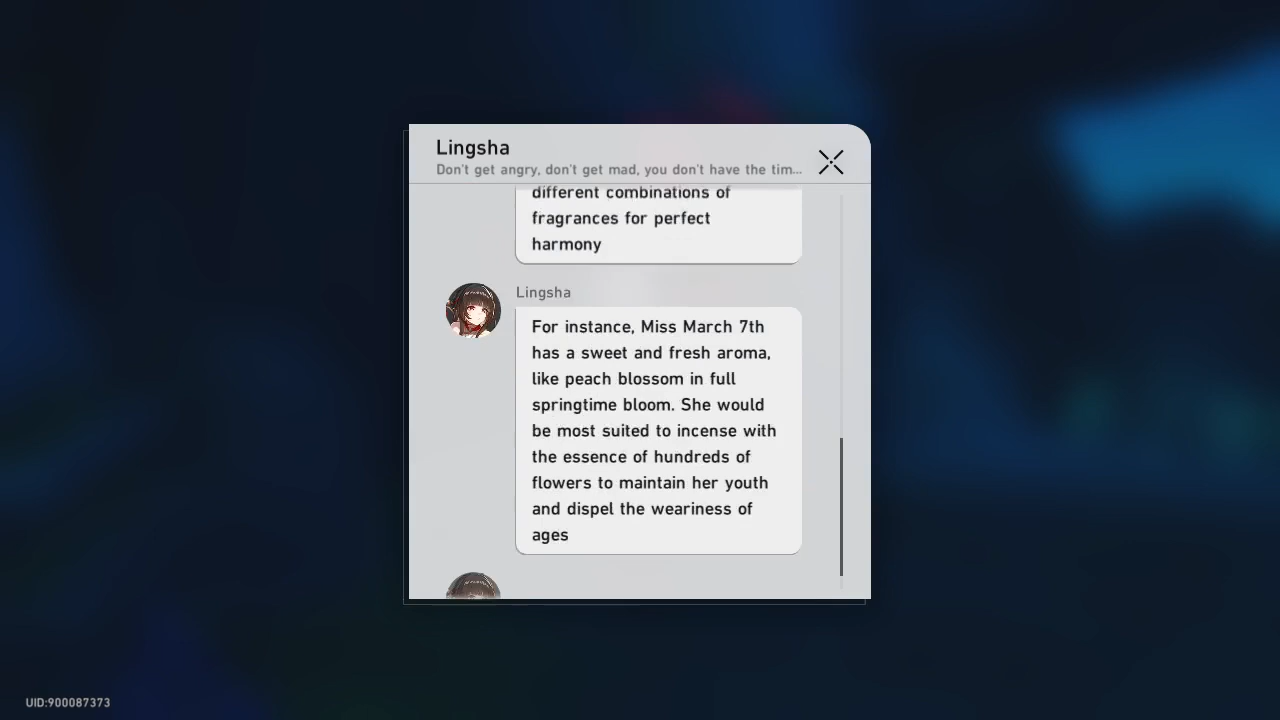 Lingsha
Don't get angry, don't get mad, you don't have the tim...
different combinations of
fragrances for perfect
harmony
Lingsha
For instance, Miss March 7th
has a sweet and fresh aroma,
like peach blossom in full
springtime bloom. She would
be most suited to incense with
the essence of hundreds of
flowers to maintain her youth
and dispel the weariness of
ages
UID:900087373